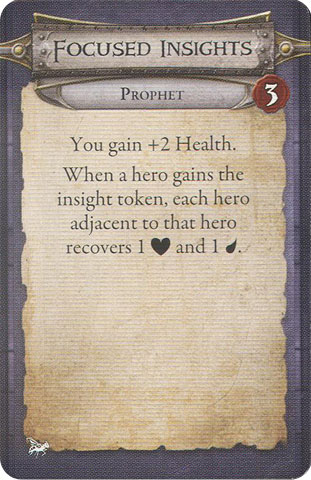 Focused Insights
Prophet
3
You gain +2 Health.
When a hero gains the
insight token, each hero
adjacent to that hero
recovers 1 and 1 .